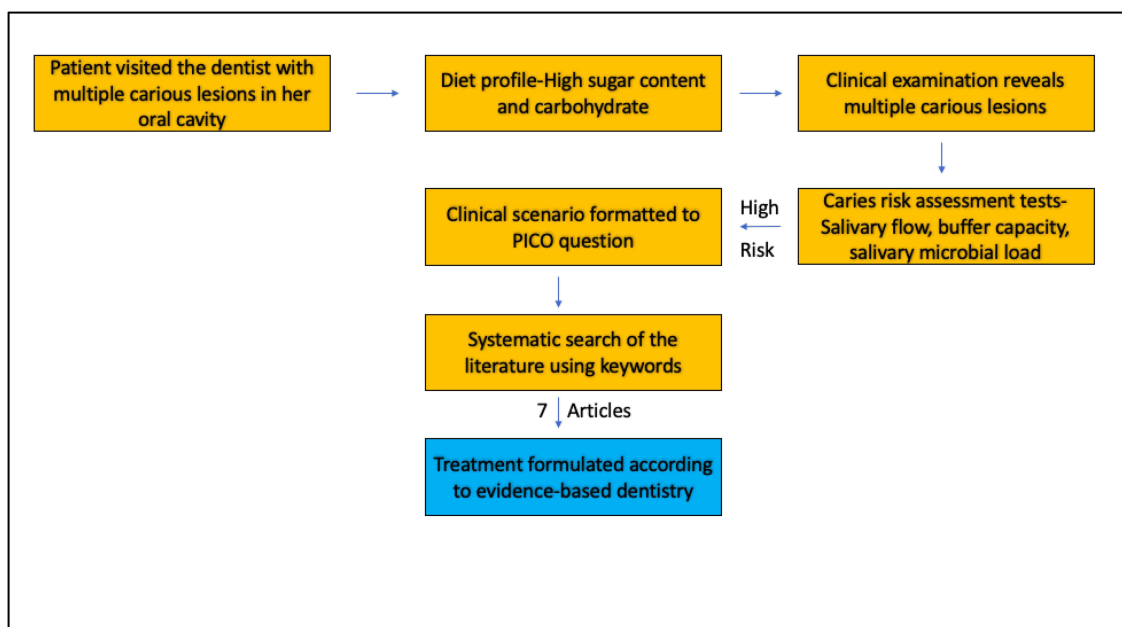 Patient visited the dentist with
multiple carious lesions in her
oral cavity
Diet profile-High sugar content
and carbohydrate
Clinical examination reveals
multiple carious lesions
Caries risk assessment tests-
Salivary flow, buffer capacity,
salivary microbial load
High
Risk
Clinical scenario formatted to
PICO question
Systematic search of the
literature using keywords
7 Articles
Treatment formulated according
to evidence-based dentistry